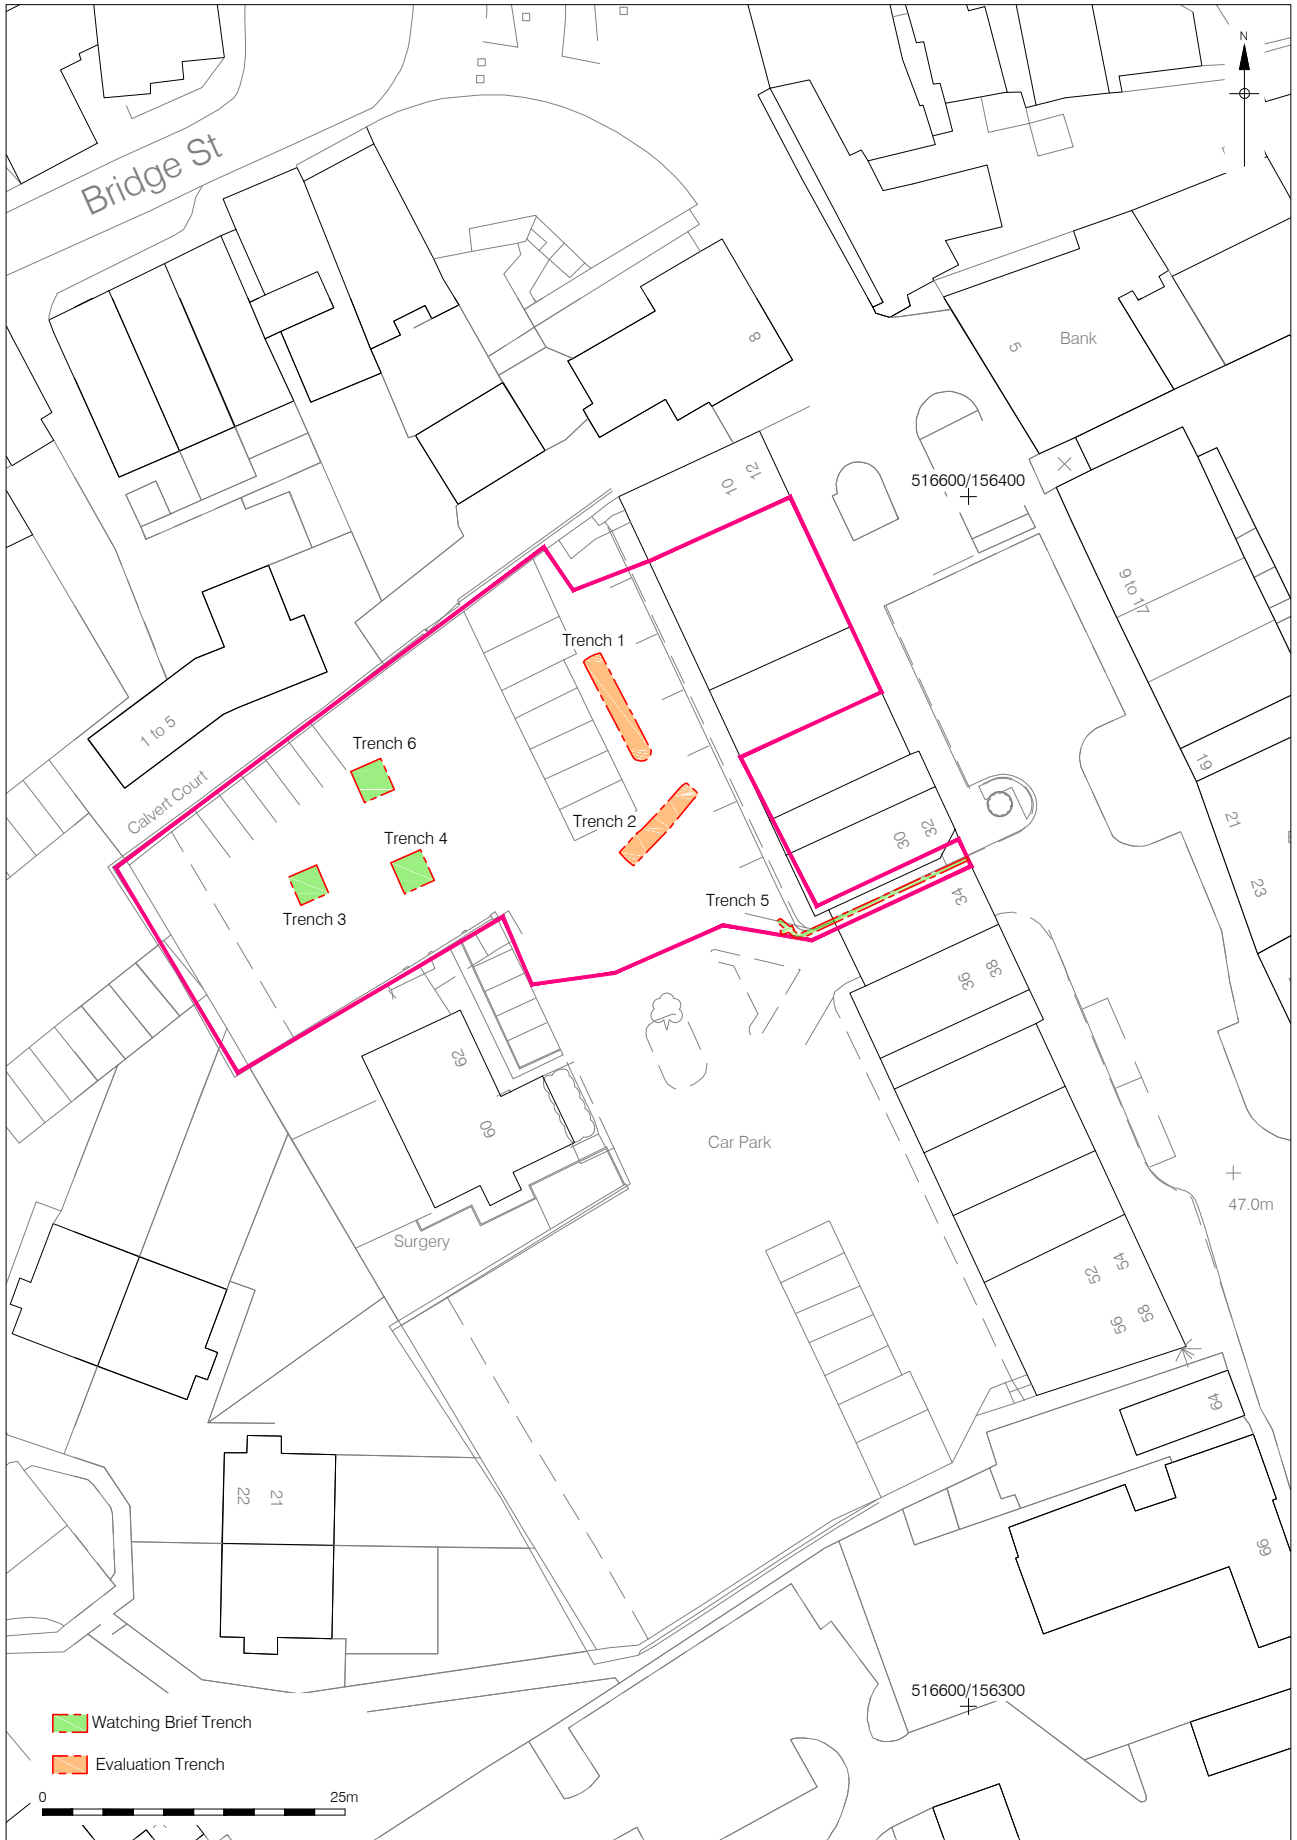 N
Bridge St
8
5
Bank
12
10
516600/156400
9 to 17
Trench 1
1 to 5
Trench 6
19
Calvert Court
Trench 2
21
32
30
Trench 4
23
34
Trench 3
Trench 5
38
36
62
60
Car Park
47.0m
Surgery
54
52
58
56
64
22
21
66
516600/156300
Watching Brief Trench
Evaluation Trench
0
25m